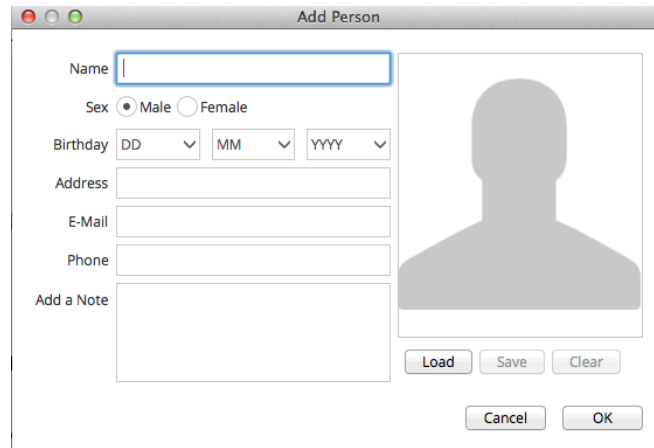 Add Person
Name
Sex Male Female
Birthday DD MM YYYY
Address
E-Mail
Phone
Add a Note
Load Save Clear
Cancel OK